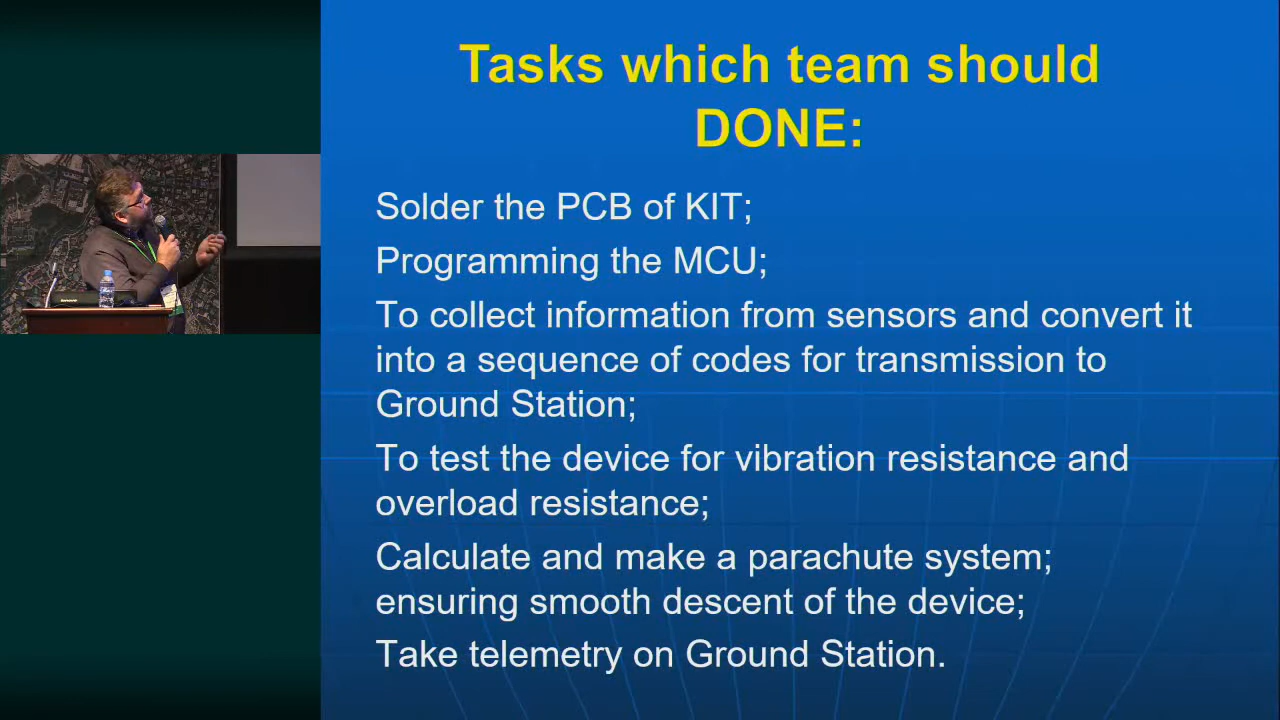 Tasks which team should
DONE:
Solder the PCB of KIT;
Programming the MCU;
To collect information from sensors and convert it
into a sequence of codes for transmission to
Ground Station;
To test the device for vibration resistance and
overload resistance;
Calculate and make a parachute system;
ensuring smooth descent of the device;
Take telemetry on Ground Station.